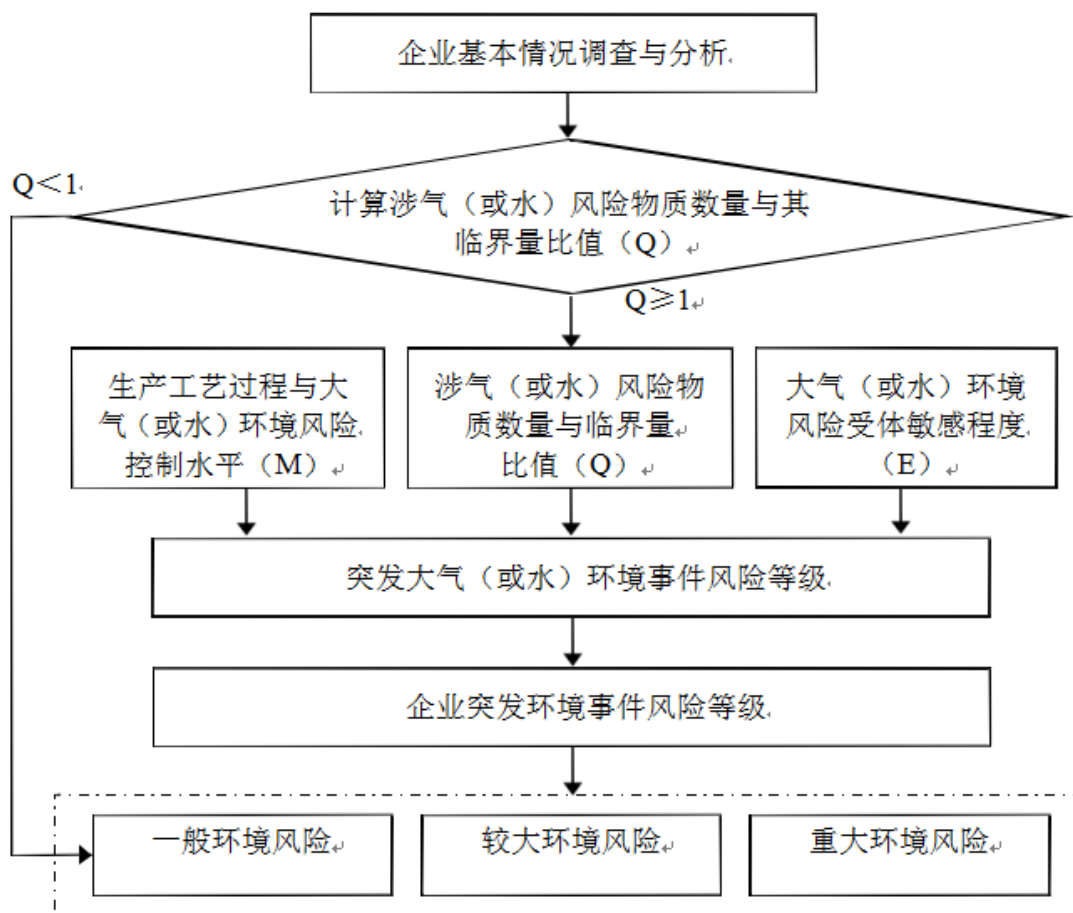 企业基本情况调查与分析
Q＜1
计算涉气（或水）风险物质数量与其
临界量比值（Q）
Q≥1
生产工艺过程与大
气（或水）环境风险
控制水平（M）
涉气（或水）风险物
质数量与临界量
比值（Q）
大气（或水）环境
风险受体敏感程度
（E）
突发大气（或水）环境事件风险等级
企业突发环境事件风险等级
一般环境风险
较大环境风险
重大环境风险